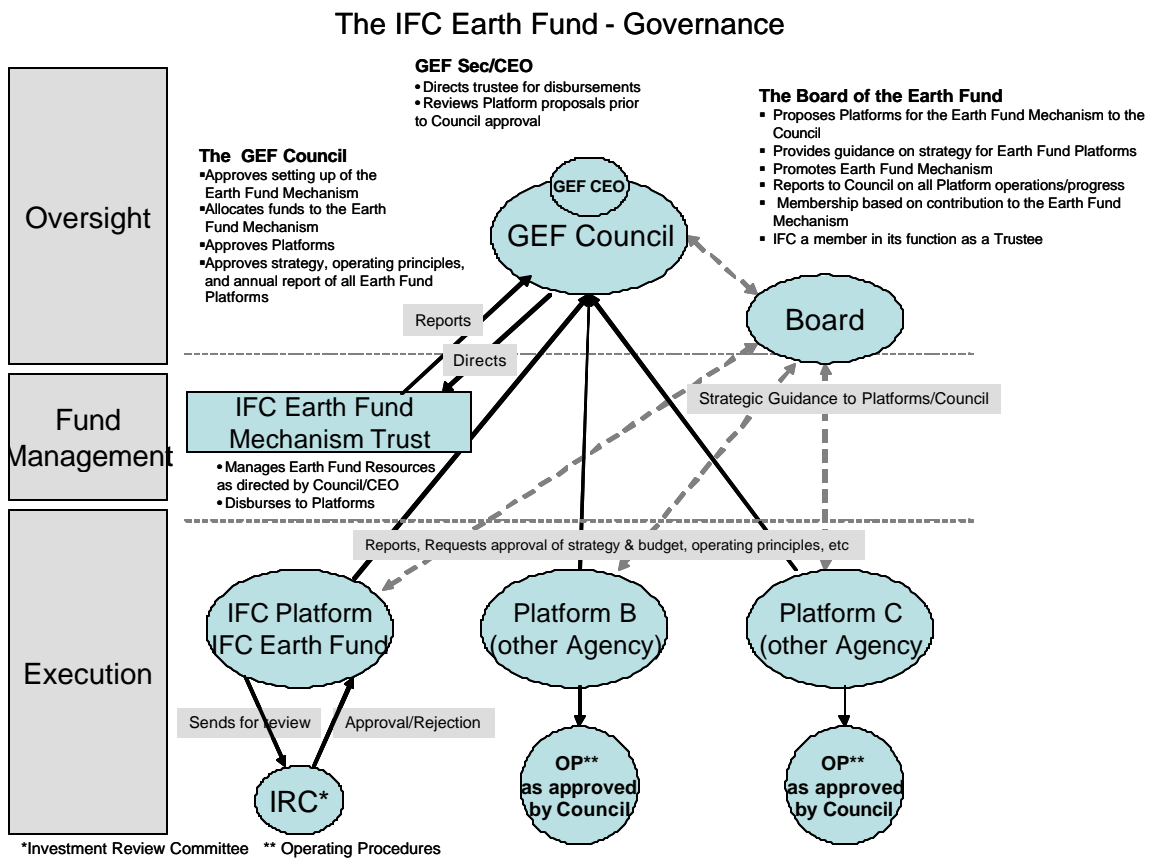 The IFC Earth Fund - Governance
GEF Sec/CEO
• Directs trustee for disbursements
• Reviews Platform proposals prior
to Council approval
The Board of the Earth Fund
▪ Proposes Platforms for the Earth Fund Mechanism to the
Council
▪ Provides guidance on strategy for Earth Fund Platforms
▪ Promotes Earth Fund Mechanism
▪ Reports to Council on all Platform operations/progress
▪ Membership based on contribution to the Earth Fund
Mechanism
▪ IFC a member in its function as a Trustee
The GEF Council
▪Approves setting up of the
Earth Fund Mechanism
▪Allocates funds to the Earth
Fund Mechanism
▪Approves Platforms
▪Approves strategy, operating principles,
and annual report of all Earth Fund
Platforms
Oversight
GEF CEO
GEF Council
Board
Reports
Directs
Strategic Guidance to Platforms/Council
Fund
Management
IFC Earth Fund
Mechanism Trust
• Manages Earth Fund Resources
as directed by Council/CEO
• Disburses to Platforms
Reports, Requests approval of strategy & budget, operating principles, etc
Execution
IFC Platform
IFC Earth Fund
Platform B
(other Agency)
Platform C
(other Agency
Sends for review
Approval/Rejection
IRC*
OP**
as approved
by Council
OP**
as approved
by Council
*Investment Review Committee ** Operating Procedures